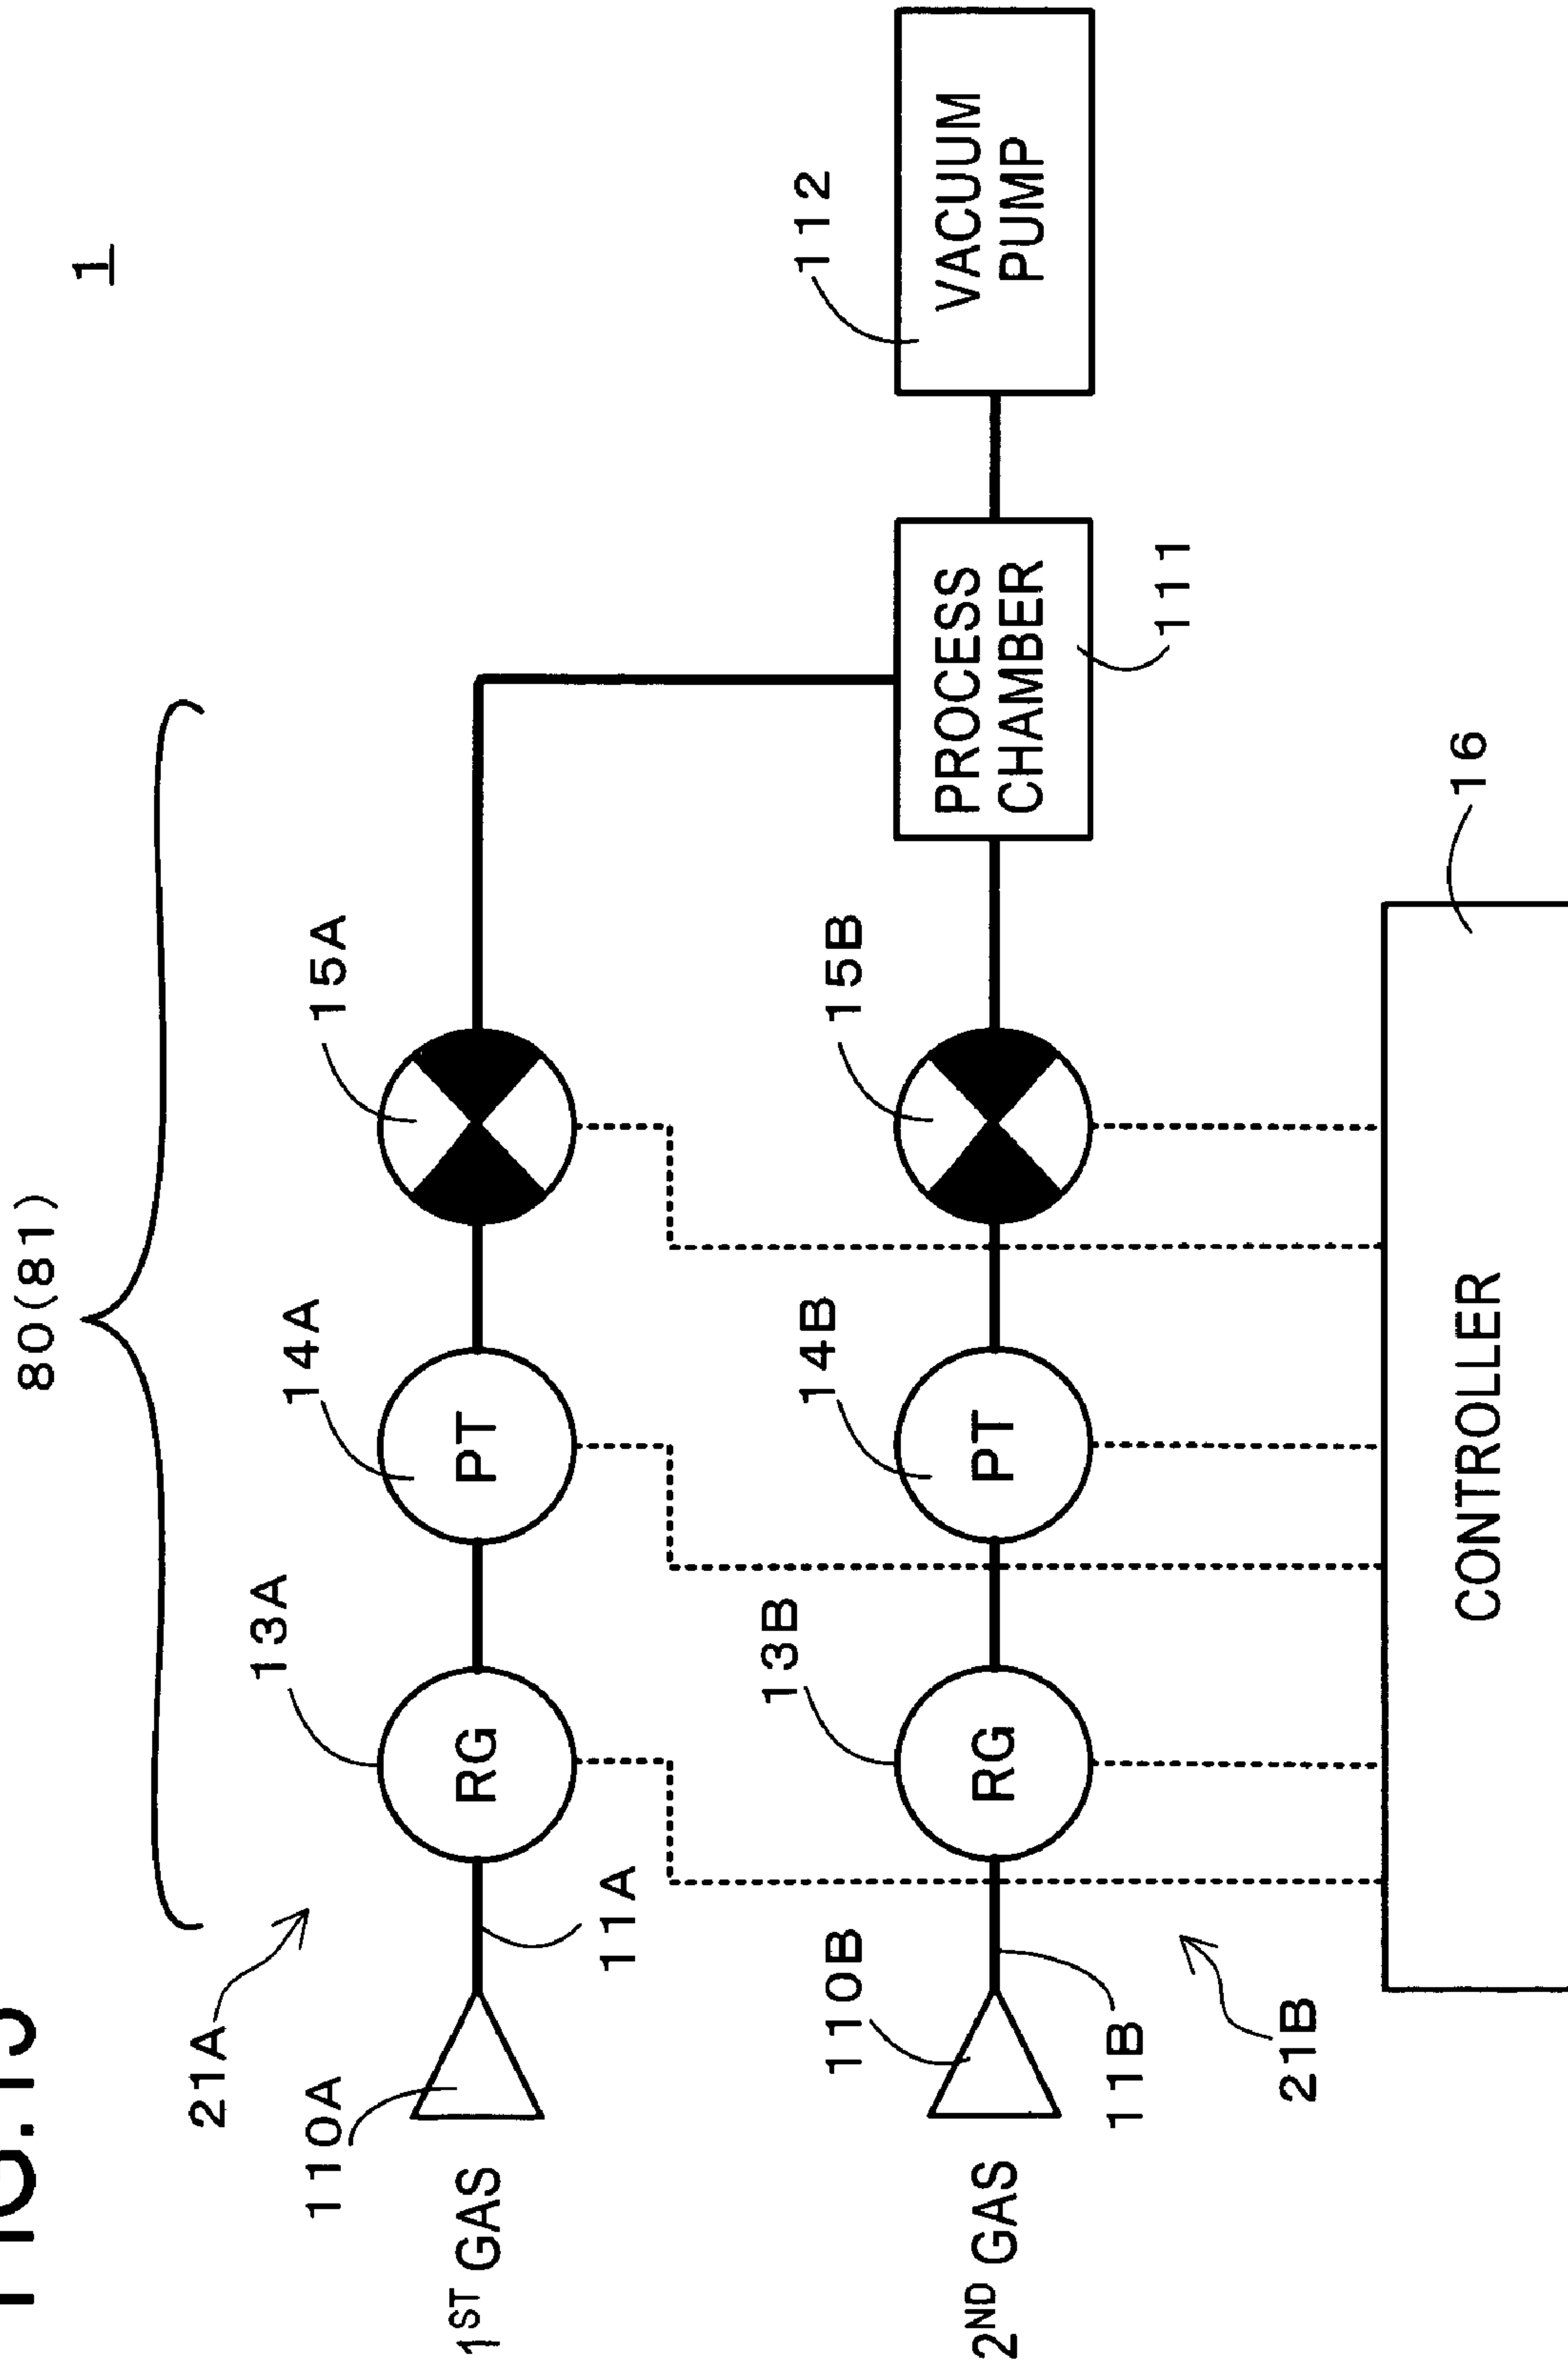 80(81)
1
21A
110A
13A
14A
15A
1ST GAS
RG
PT
11A
112
110B
13B
14B
15B
2ND GAS
RG
PT
PROCESS
CHAMBER
VACUUM
PUMP
11B
111
21B
16
CONTROLLER